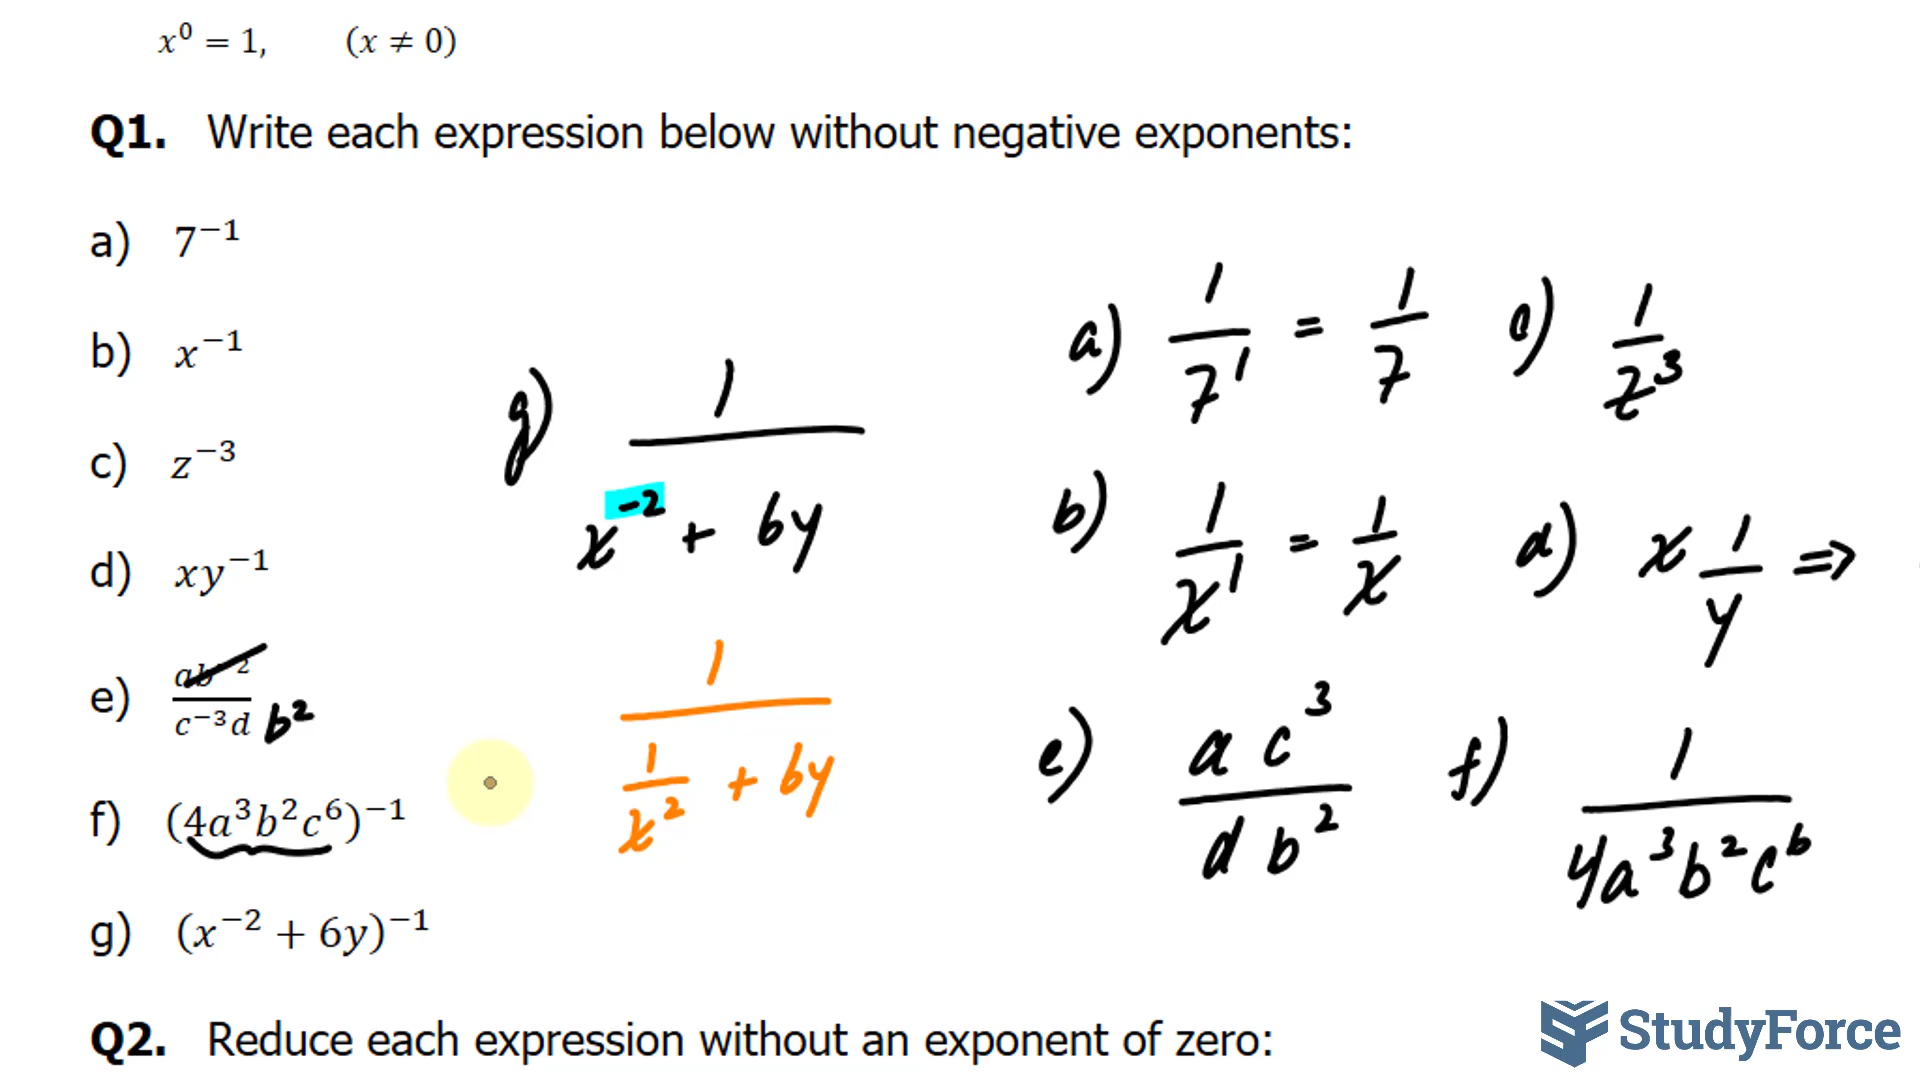 x⁰ = 1, (x ≠ 0)
Q1. Write each expression below without negative exponents:
a) 7⁻¹
b) x⁻¹
c) z⁻³
d) xy⁻¹
e) ab⁻²/c⁻³d b²
f) (4a³b²c⁶)⁻¹
g) (x⁻² + 6y)⁻¹
g) 1/(x⁻² + 6y)
1/(1/x² + 6y)
a) 1/7¹ = 1/7
c) 1/z³
b) 1/x¹ = 1/x
d) x 1/y ⇒
e) ac³/db²
f) 1/4a³b²c⁶
Q2. Reduce each expression without an exponent of zero:
StudyForce